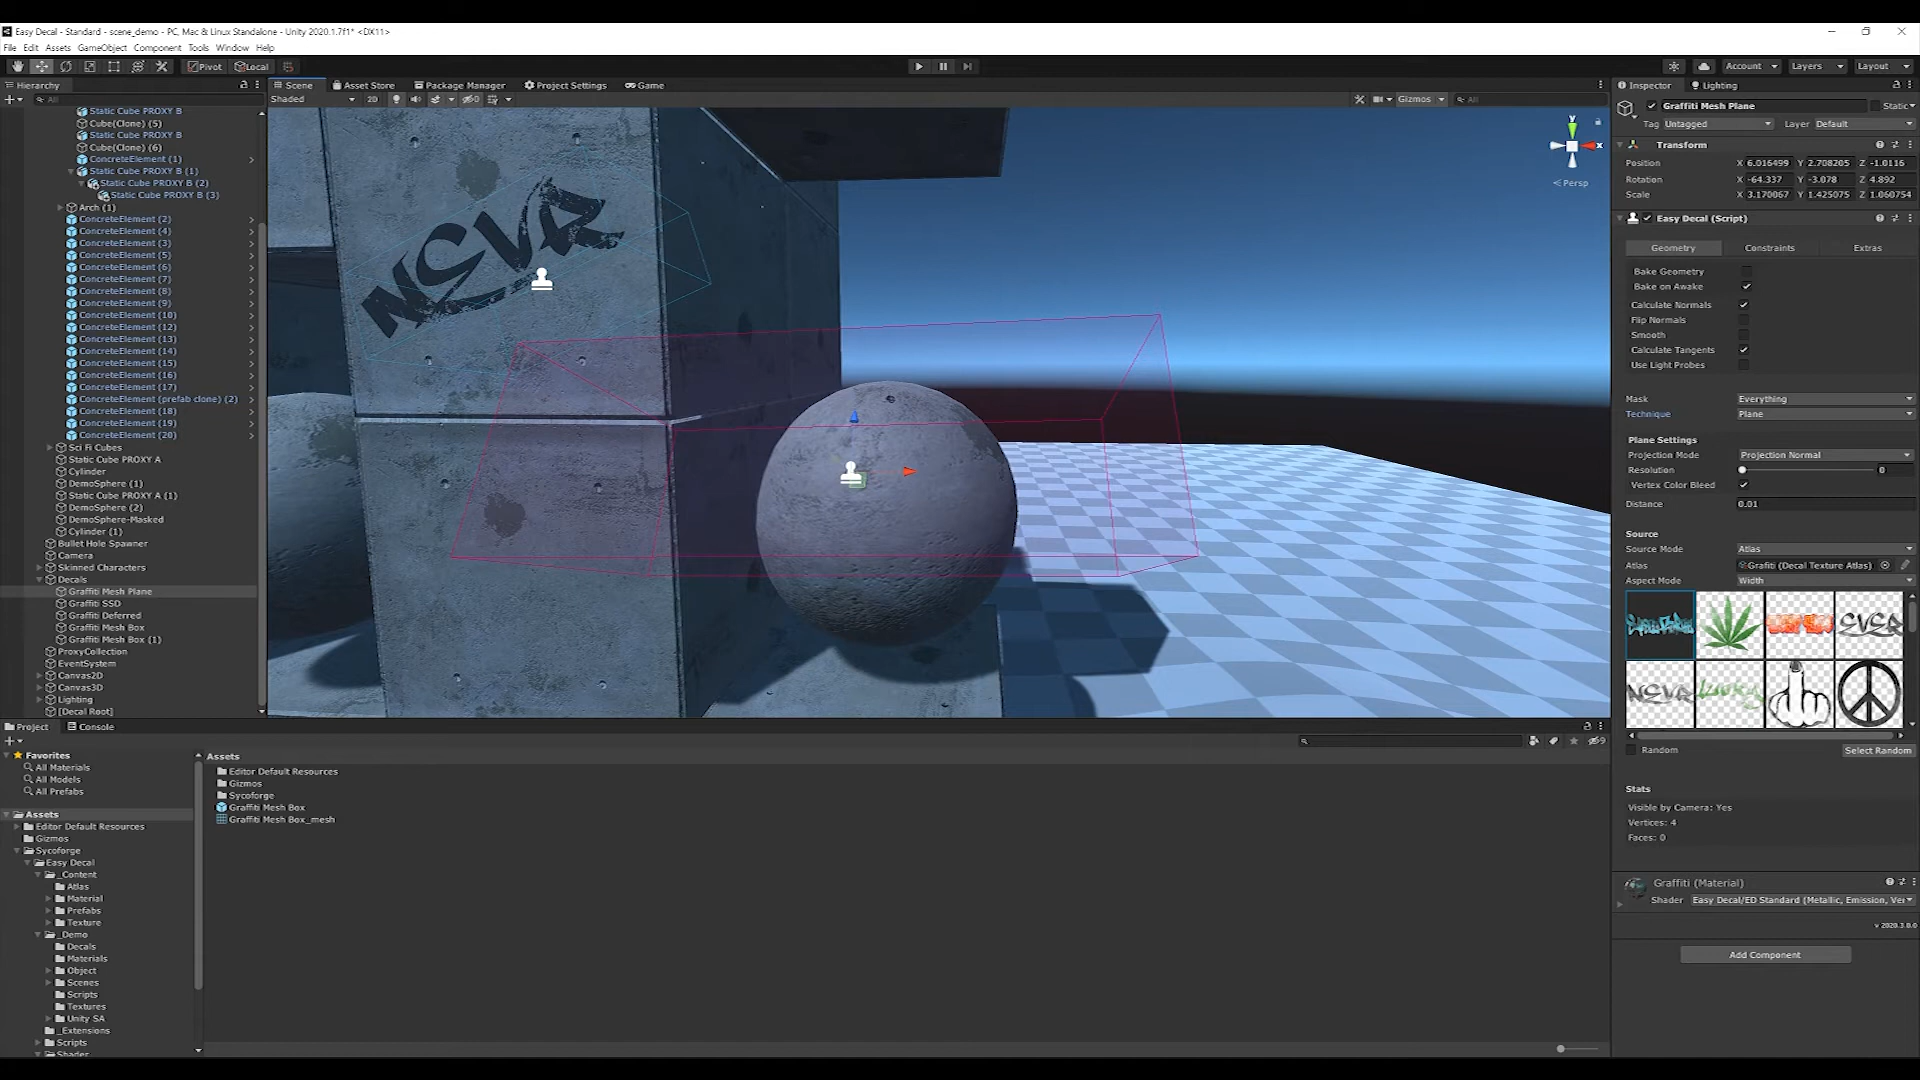 Easy Decal - Standard - scene_demo - PC, Mac & Linux Standalone - Unity 2020.1.7f1* <DX11>
File Edit Assets GameObject Component Tools Window Help
Pivot Local Account Layers Layout
Hierarchy
All
Static Cube PROXY B
Cube(Clone) (5)
Static Cube PROXY B
Cube(Clone) (6)
ConcreteElement (1)
Static Cube PROXY B (1)
Static Cube PROXY B (2)
Static Cube PROXY B (3)
Arch (1)
ConcreteElement (2)
ConcreteElement (4)
ConcreteElement (3)
ConcreteElement (5)
ConcreteElement (6)
ConcreteElement (7)
ConcreteElement (8)
ConcreteElement (9)
ConcreteElement (10)
ConcreteElement (12)
ConcreteElement (13)
ConcreteElement (14)
ConcreteElement (15)
ConcreteElement (16)
ConcreteElement (17)
ConcreteElement (prefab clone) (2)
ConcreteElement (18)
ConcreteElement (19)
ConcreteElement (20)
Sci Fi Cubes
Static Cube PROXY A
Cylinder
DemoSphere (1)
Static Cube PROXY A (1)
DemoSphere (2)
DemoSphere-Masked
Cylinder (1)
Bullet Hole Spawner
Camera
Skinned Characters
Decals
Graffiti Mesh Plane
Graffiti SSD
Graffiti Deferred
Graffiti Mesh Box
Graffiti Mesh Box (1)
ProxyCollection
EventSystem
Canvas2D
Canvas3D
Lighting
[Decal Root]
Scene Asset Store Package Manager Project Settings Game
Shaded 2D Gizmos All
NCVR
y
x
Persp
Inspector Lighting
Graffiti Mesh Plane Static
Tag Untagged Layer Default
Transform
Position X 6.016499 Y 2.708205 Z -1.0116
Rotation X -64.337 Y -3.078 Z 4.892
Scale X 3.170067 Y 1.425075 Z 1.060754
Easy Decal (Script)
Geometry Constraints Extras
Bake Geometry
Bake on Awake
Calculate Normals
Flip Normals
Smooth
Calculate Tangents
Use Light Probes
Mask Everything
Technique Plane
Plane Settings
Projection Mode Projection Normal
Resolution 0
Vertex Color Bleed
Distance 0.01
Source
Source Mode Atlas
Atlas Grafiti (Decal Texture Atlas)
Aspect Mode Width
Random Select Random
Stats
Visible by Camera: Yes
Vertices: 4
Faces: 0
Graffiti (Material)
Shader Easy Decal/ED Standard (Metallic, Emission, Ver
v 2020.3.0.0
Add Component
Project Console
Favorites
All Materials
All Models
All Prefabs
Assets
Editor Default Resources
Gizmos
Sycoforge
Easy Decal
_Content
Atlas
Material
Prefabs
Texture
_Demo
Decals
Materials
Object
Scenes
Scripts
Textures
Unity SA
_Extensions
Scripts
Shader
Assets
Editor Default Resources
Gizmos
Sycoforge
Graffiti Mesh Box
Graffiti Mesh Box_mesh
9